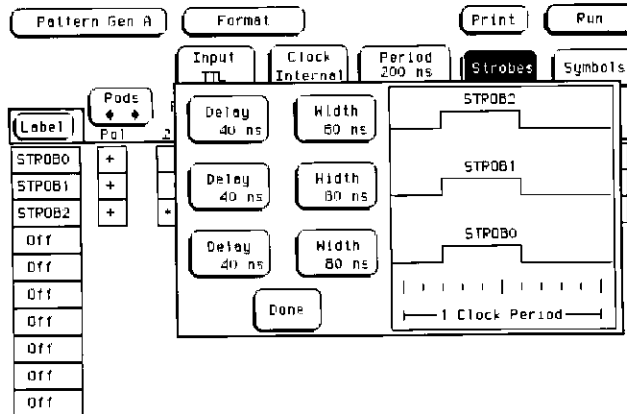 Pattern Gen A Format Print Run
Input TTL Clock Internal Period 200 ns Strobes Symbols
Label Pods Pol
Delay 40 ns Width 80 ns STROB2
Delay 40 ns Width 80 ns STROB1
Delay 40 ns Width 80 ns STROB0
Done
1 Clock Period
STROB0 +
STROB1 +
STROB2 + *
Off
Off
Off
Off
Off
Off
Off